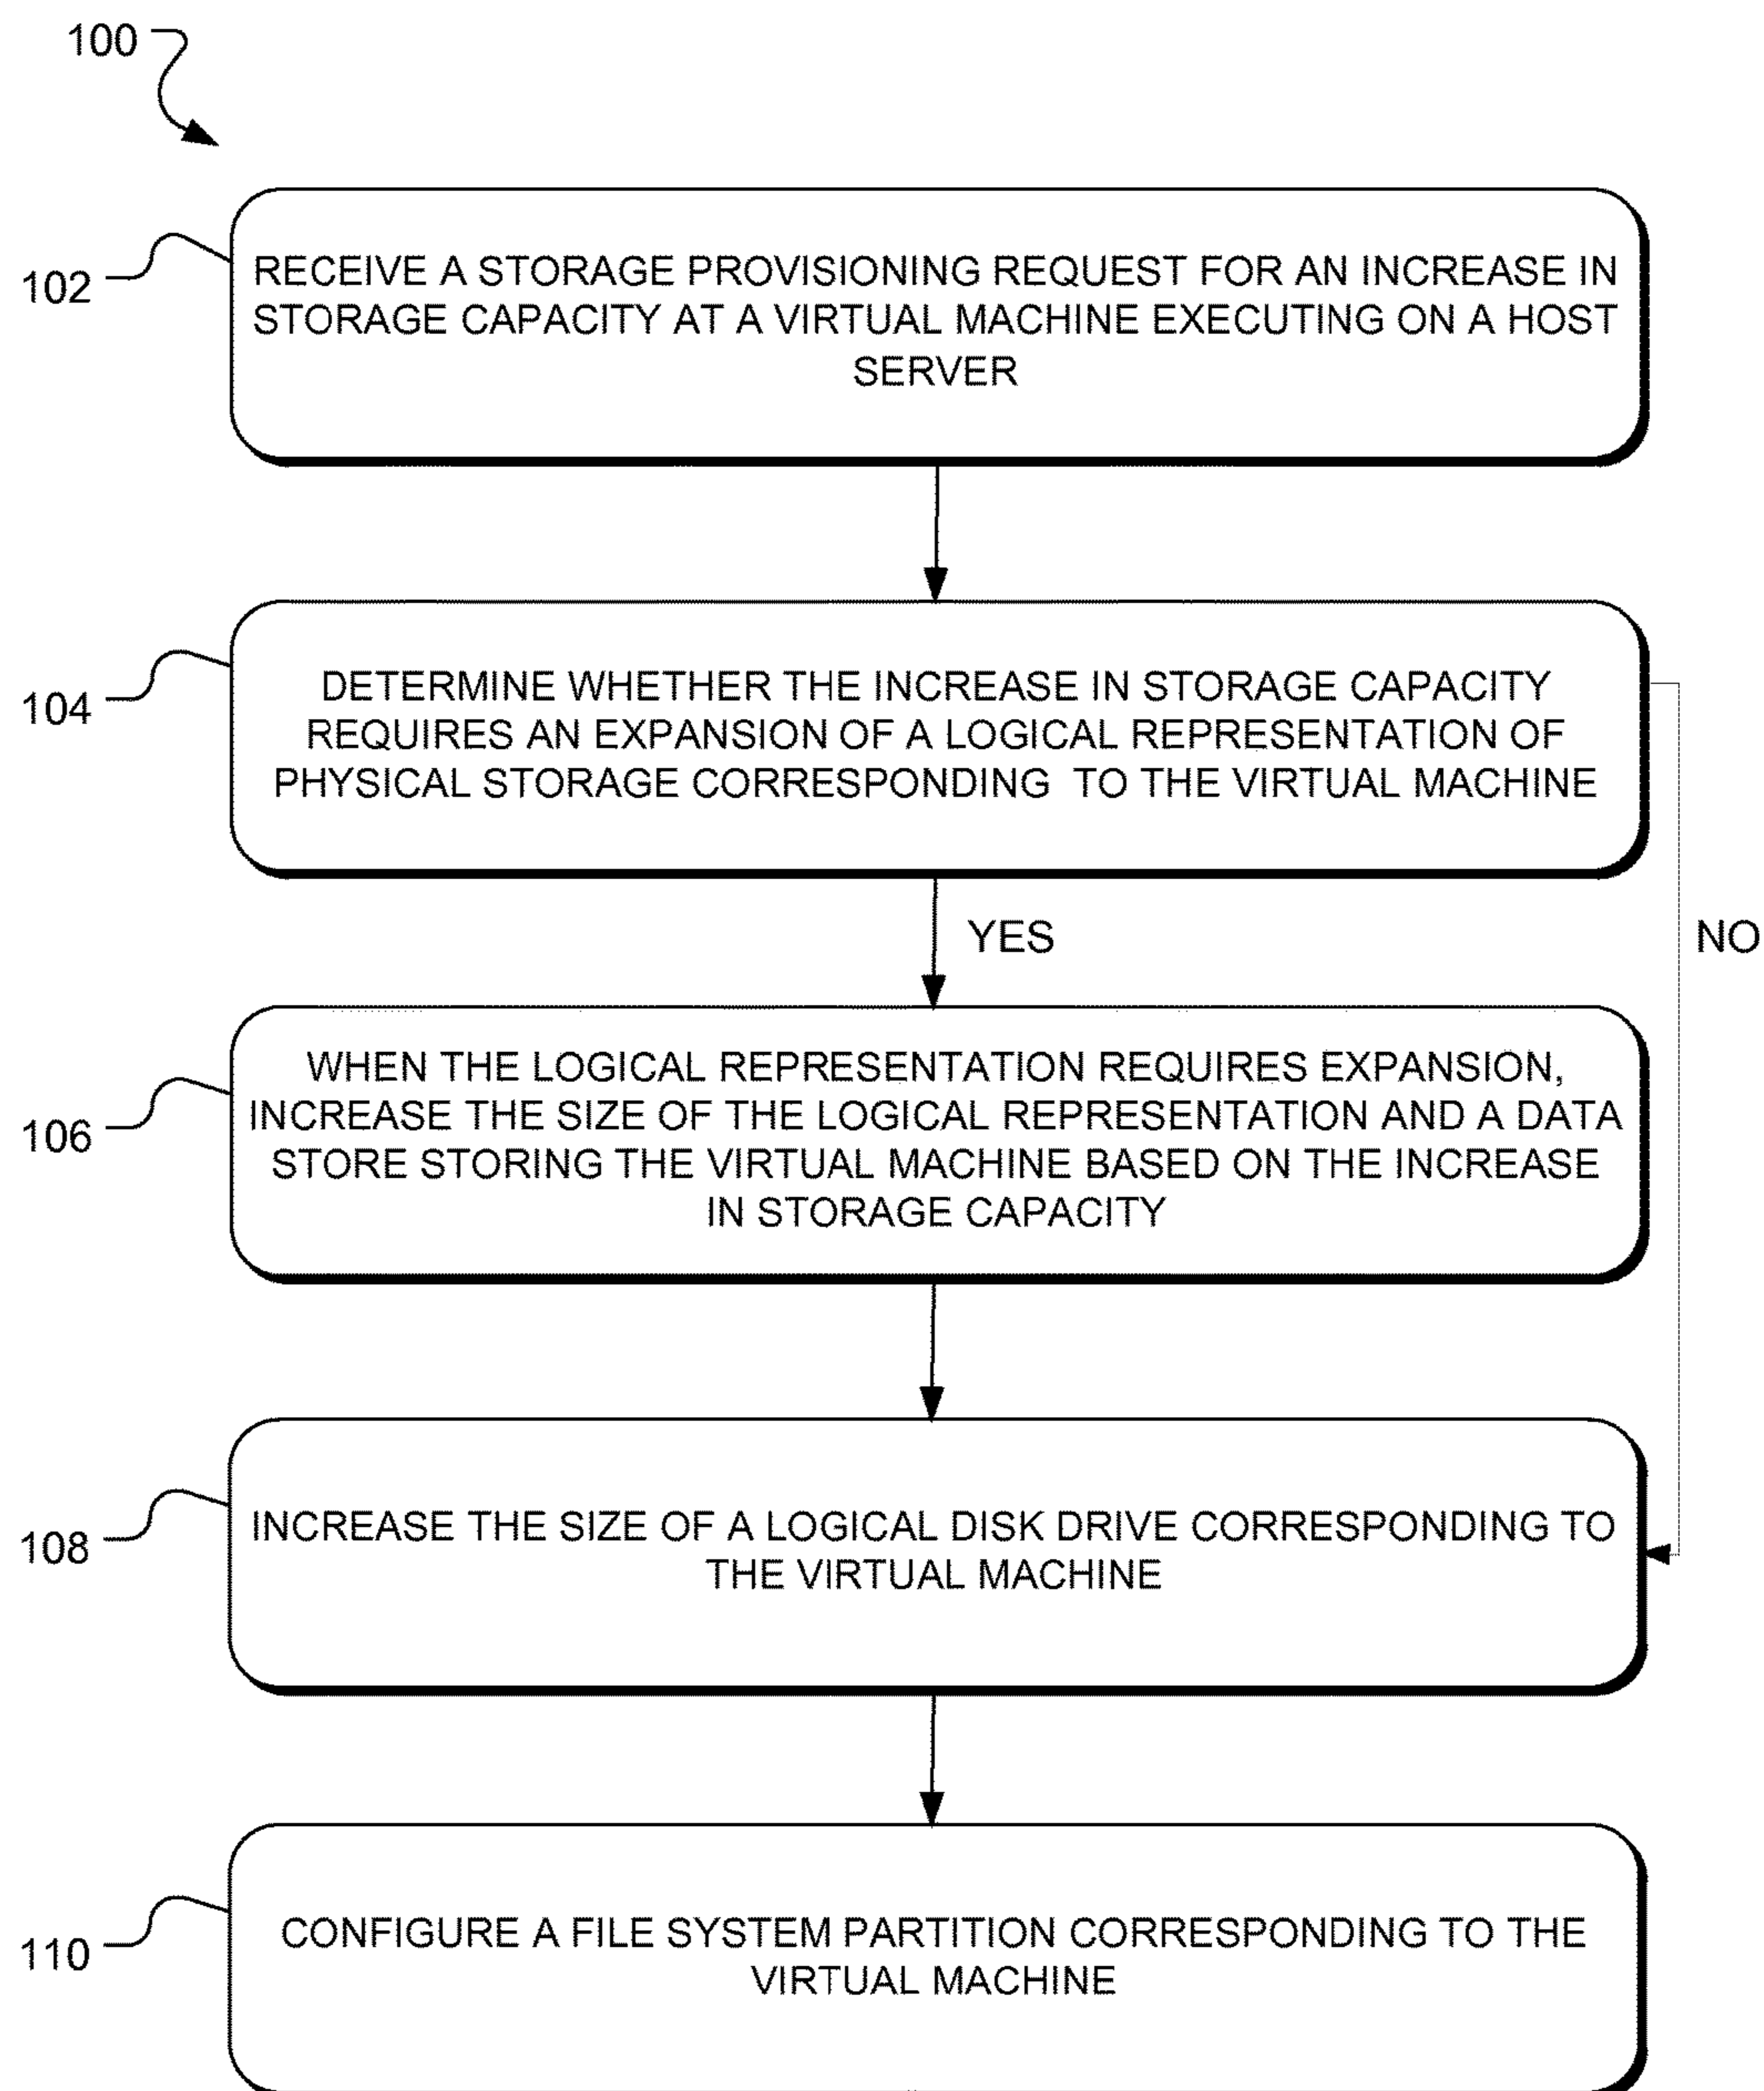 100
102
RECEIVE A STORAGE PROVISIONING REQUEST FOR AN INCREASE IN
STORAGE CAPACITY AT A VIRTUAL MACHINE EXECUTING ON A HOST
SERVER
104
DETERMINE WHETHER THE INCREASE IN STORAGE CAPACITY
REQUIRES AN EXPANSION OF A LOGICAL REPRESENTATION OF
PHYSICAL STORAGE CORRESPONDING TO THE VIRTUAL MACHINE
YES
NO
106
WHEN THE LOGICAL REPRESENTATION REQUIRES EXPANSION,
INCREASE THE SIZE OF THE LOGICAL REPRESENTATION AND A DATA
STORE STORING THE VIRTUAL MACHINE BASED ON THE INCREASE
IN STORAGE CAPACITY
108
INCREASE THE SIZE OF A LOGICAL DISK DRIVE CORRESPONDING TO
THE VIRTUAL MACHINE
110
CONFIGURE A FILE SYSTEM PARTITION CORRESPONDING TO THE
VIRTUAL MACHINE